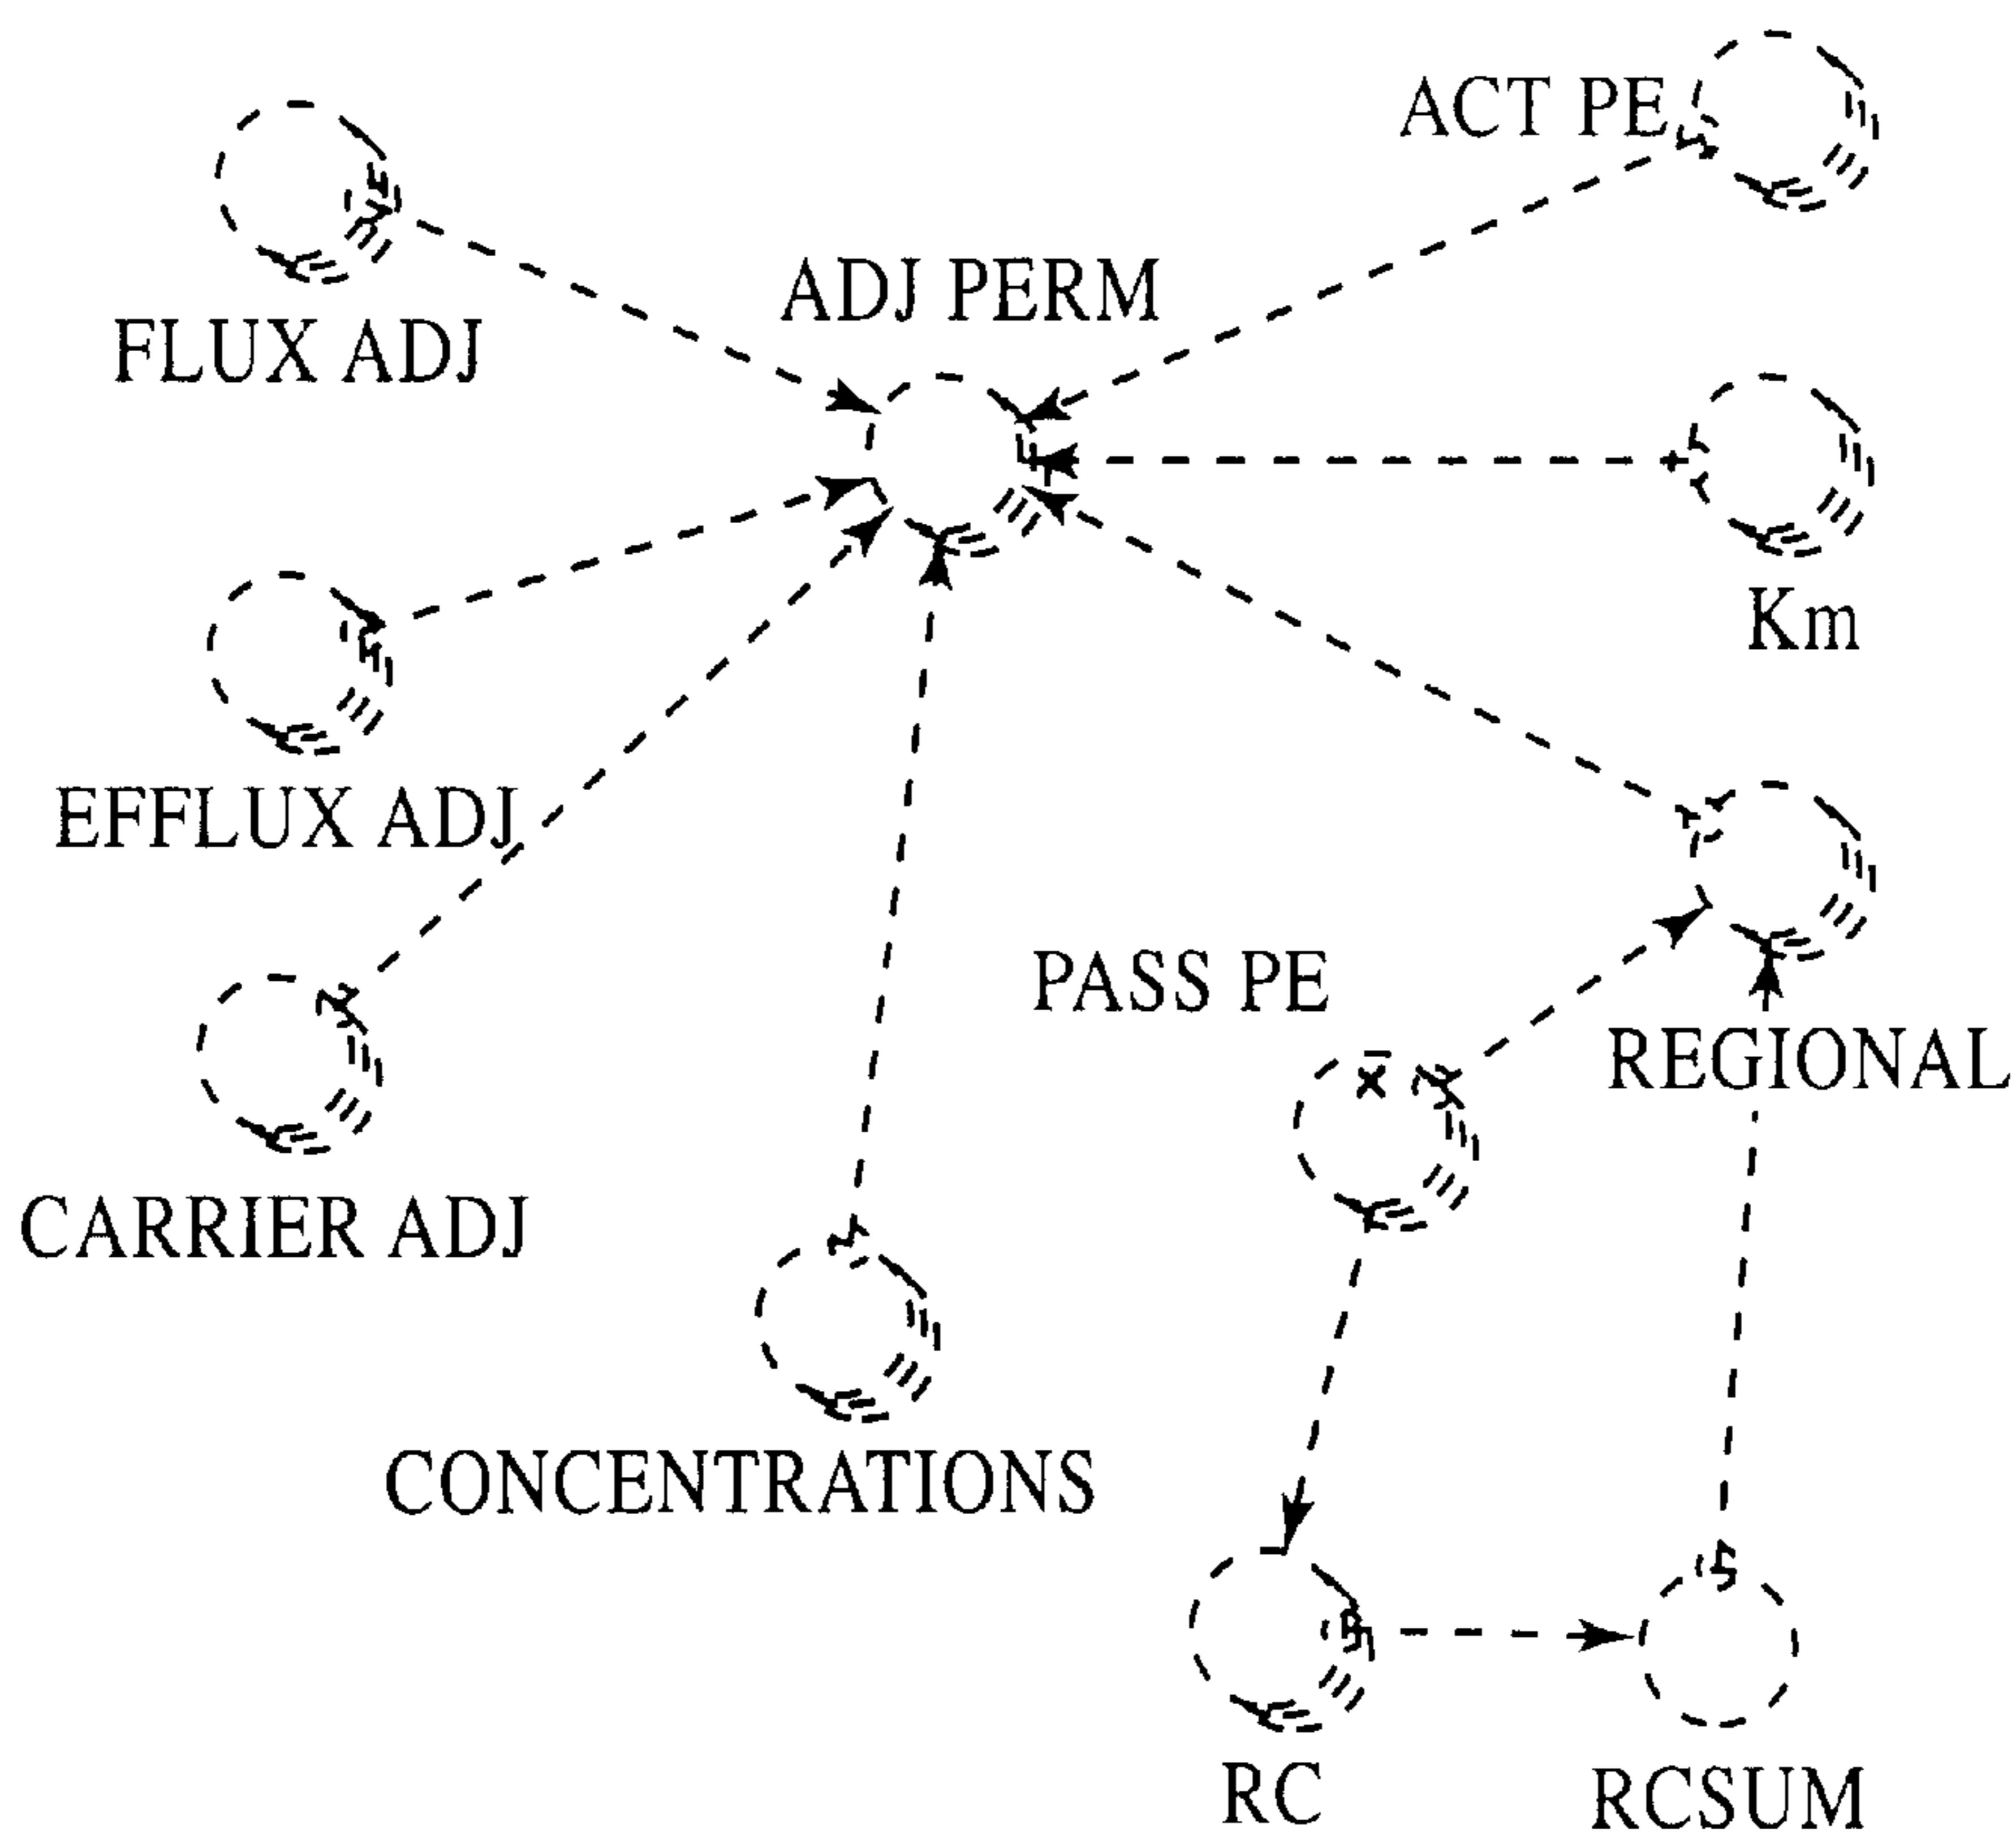 ACT PE
ADJ PERM
FLUX ADJ
Km
EFFLUX ADJ
PASS PE
REGIONAL
CARRIER ADJ
CONCENTRATIONS
RC
RCSUM